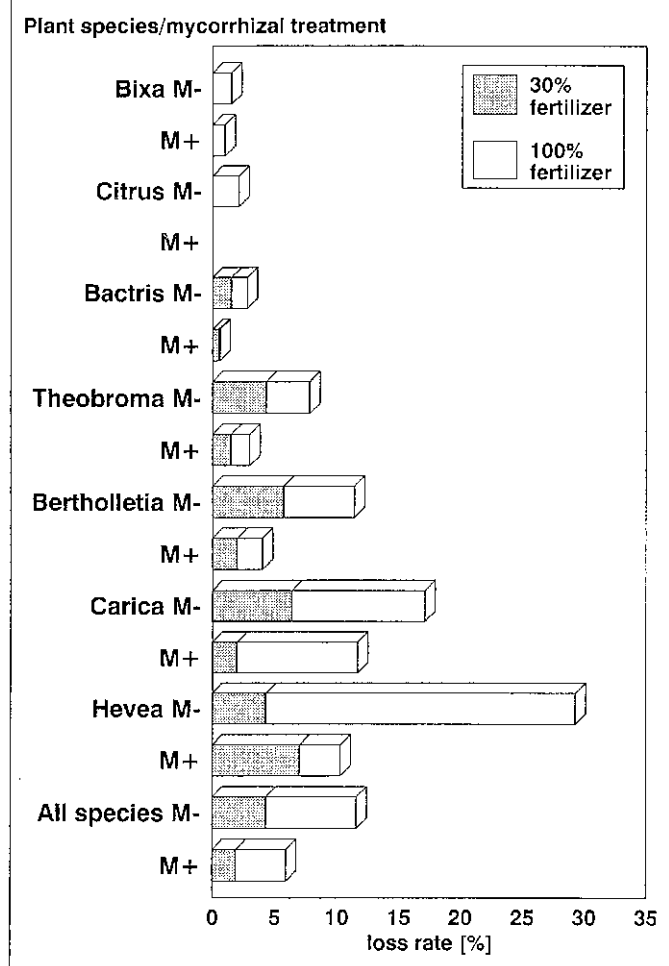 Plant species/mycorrhizal treatment
30%
fertilizer
100%
fertilizer
Bixa M-
M+
Citrus M-
M+
Bactris M-
M+
Theobroma M-
M+
Bertholletia M-
M+
Carica M-
M+
Hevea M-
M+
All species M-
M+
0 5 10 15 20 25 30 35
loss rate [%]